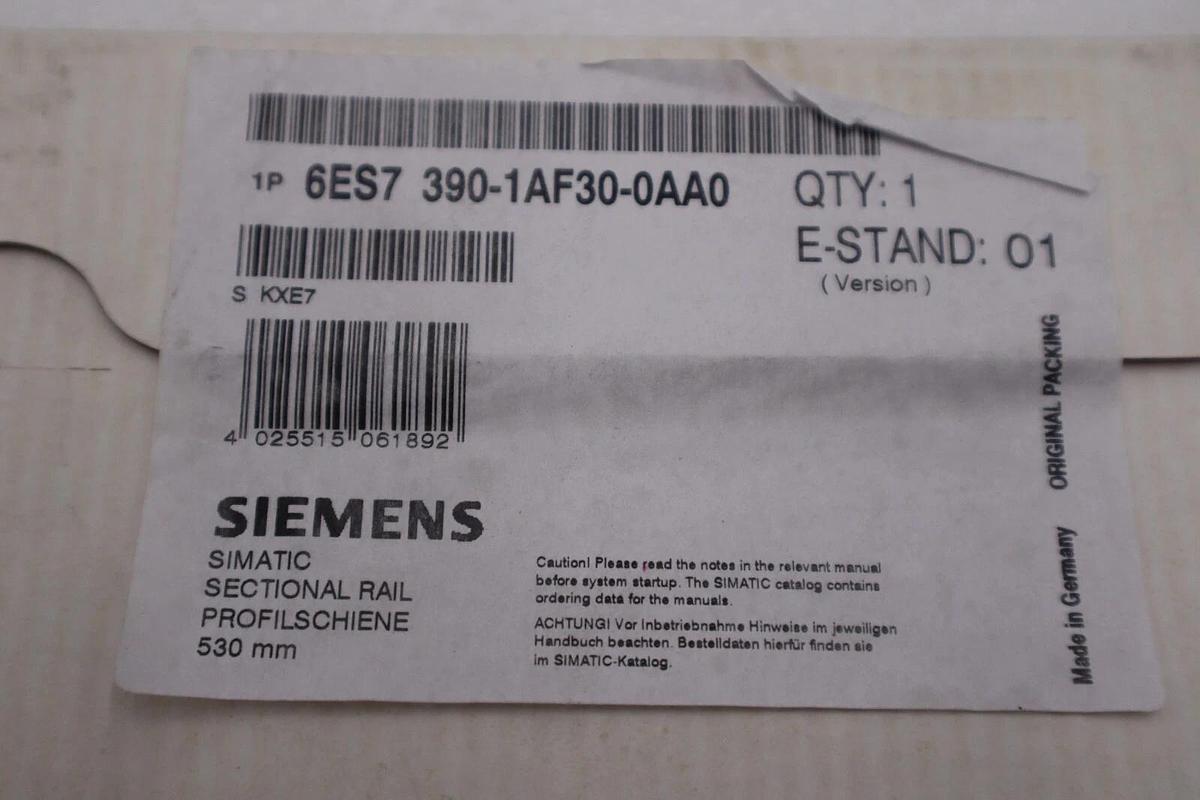 1P 6ES7 390-1AF30-0AA0
QTY: 1
E-STAND: 01
( Version )
S KXE7
4 025515 061892
SIEMENS
SIMATIC
SECTIONAL RAIL
PROFILSCHIENE
530 mm
Caution! Please read the notes in the relevant manual
before system startup. The SIMATIC catalog contains
ordering data for the manuals.
ACHTUNG! Vor Inbetriebnahme Hinweise im jeweiligen
Handbuch beachten. Bestelldaten hierfür finden sie
im SIMATIC-Katalog.
Made in Germany
ORIGINAL PACKING